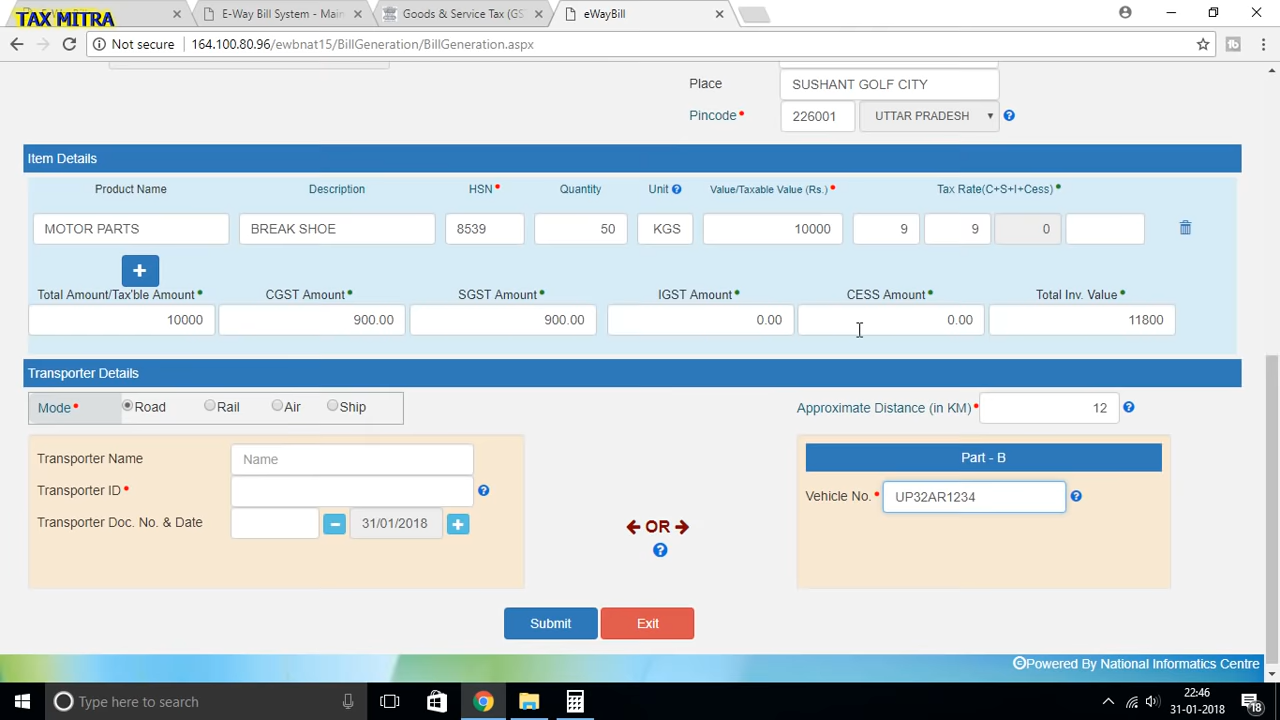 TAX MITRA
E-Way Bill
E-Way Bill System - Main
Goods & Service Tax (GS
eWayBill
Not secure 164.100.80.96/ewbnat15/BillGeneration/BillGeneration.aspx
Place SUSHANT GOLF CITY
Pincode* 226001 UTTAR PRADESH
Item Details
Product Name Description HSN* Quantity Unit Value/Taxable Value (Rs.)* Tax Rate(C+S+I+Cess)*
MOTOR PARTS BREAK SHOE 8539 50 KGS 10000 9 9 0
+
Total Amount/Tax'ble Amount* CGST Amount* SGST Amount* IGST Amount* CESS Amount* Total Inv. Value*
10000 900.00 900.00 0.00 0.00 11800
Transporter Details
Mode* Road Rail Air Ship Approximate Distance (in KM)* 12
Part - B
Transporter Name Name
Transporter ID*
Vehicle No.* UP32AR1234
Transporter Doc. No. & Date 31/01/2018
OR
Submit Exit
©Powered By National Informatics Centre
Type here to search
22:46
31-01-2018
18